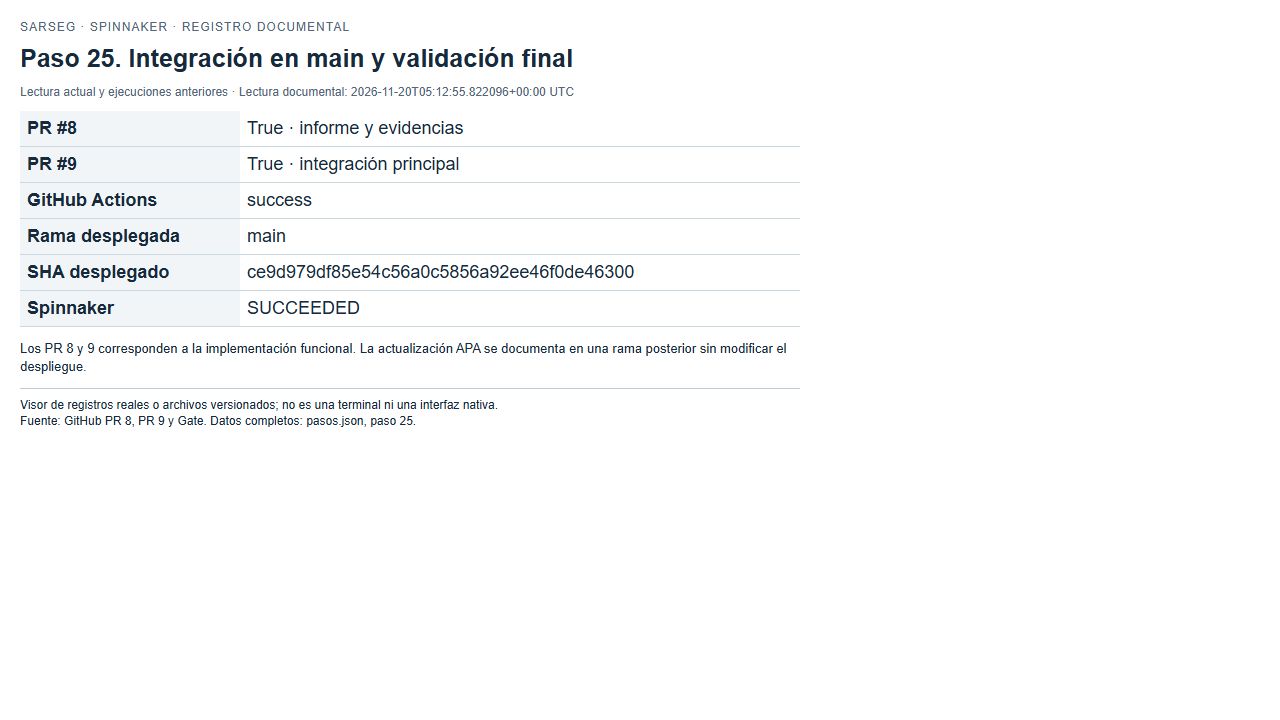 SARSEG · SPINNAKER · REGISTRO DOCUMENTAL
Paso 25. Integración en main y validación final
Lectura actual y ejecuciones anteriores · Lectura documental: 2026-11-20T05:12:55.822096+00:00 UTC
PR #8 True · informe y evidencias
PR #9 True · integración principal
GitHub Actions success
Rama desplegada main
SHA desplegado ce9d979df85e54c56a0c5856a92ee46f0de46300
Spinnaker SUCCEEDED
Los PR 8 y 9 corresponden a la implementación funcional. La actualización APA se documenta en una rama posterior sin modificar el
despliegue.
Visor de registros reales o archivos versionados; no es una terminal ni una interfaz nativa.
Fuente: GitHub PR 8, PR 9 y Gate. Datos completos: pasos.json, paso 25.